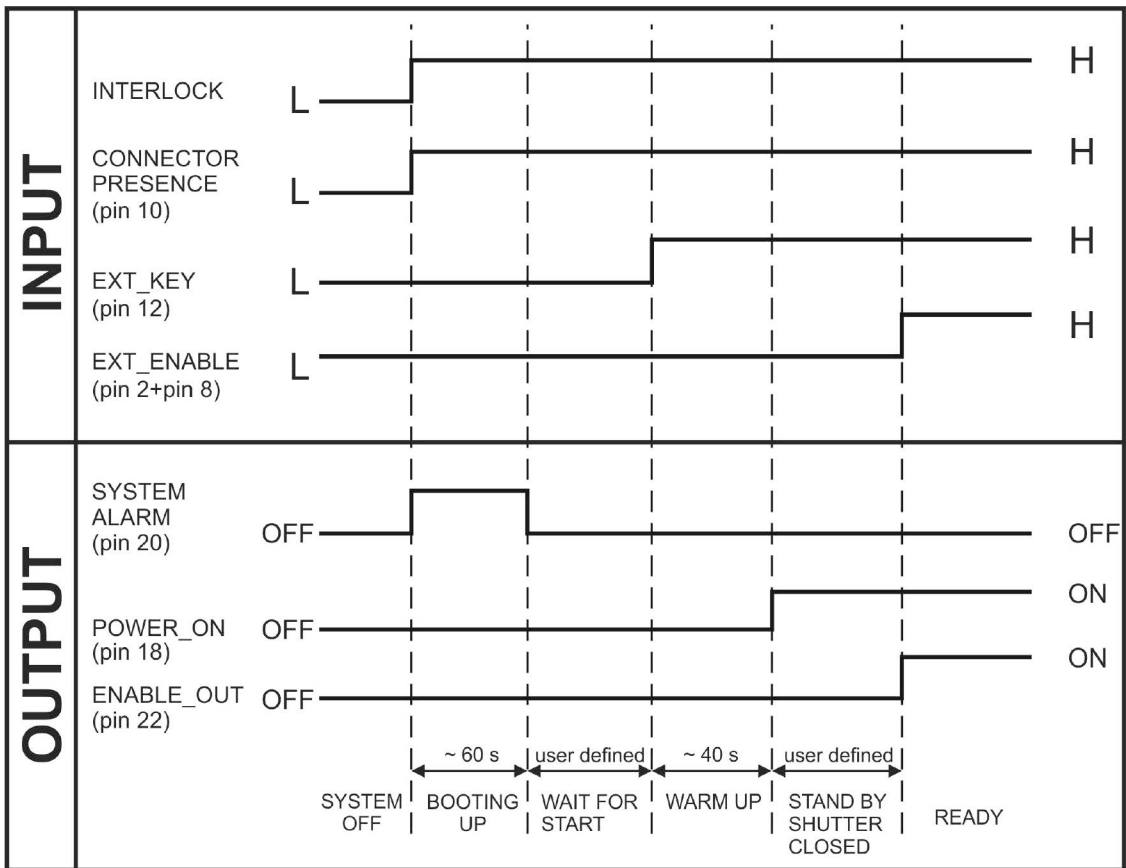 INPUT
INTERLOCK
L
H
CONNECTOR
PRESENCE
(pin 10)
L
H
EXT_KEY
(pin 12)
L
H
EXT_ENABLE
(pin 2+pin 8)
L
H
OUTPUT
SYSTEM
ALARM
(pin 20)
OFF
OFF
POWER_ON
(pin 18)
OFF
ON
ENABLE_OUT
(pin 22)
OFF
ON
~ 60 s
user defined
~ 40 s
user defined
SYSTEM
OFF
BOOTING
UP
WAIT FOR
START
WARM UP
STAND BY
SHUTTER
CLOSED
READY